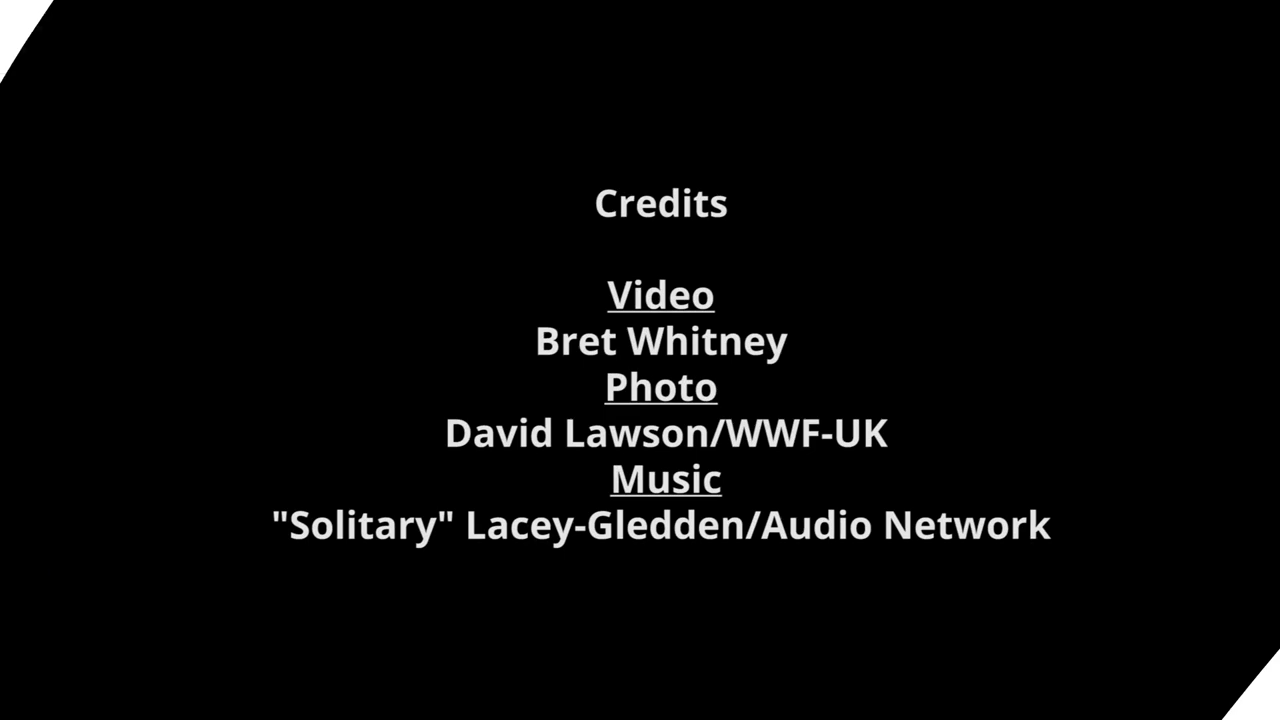 Credits
Video
Bret Whitney
Photo
David Lawson/WWF-UK
Music
"Solitary" Lacey-Gledden/Audio Network